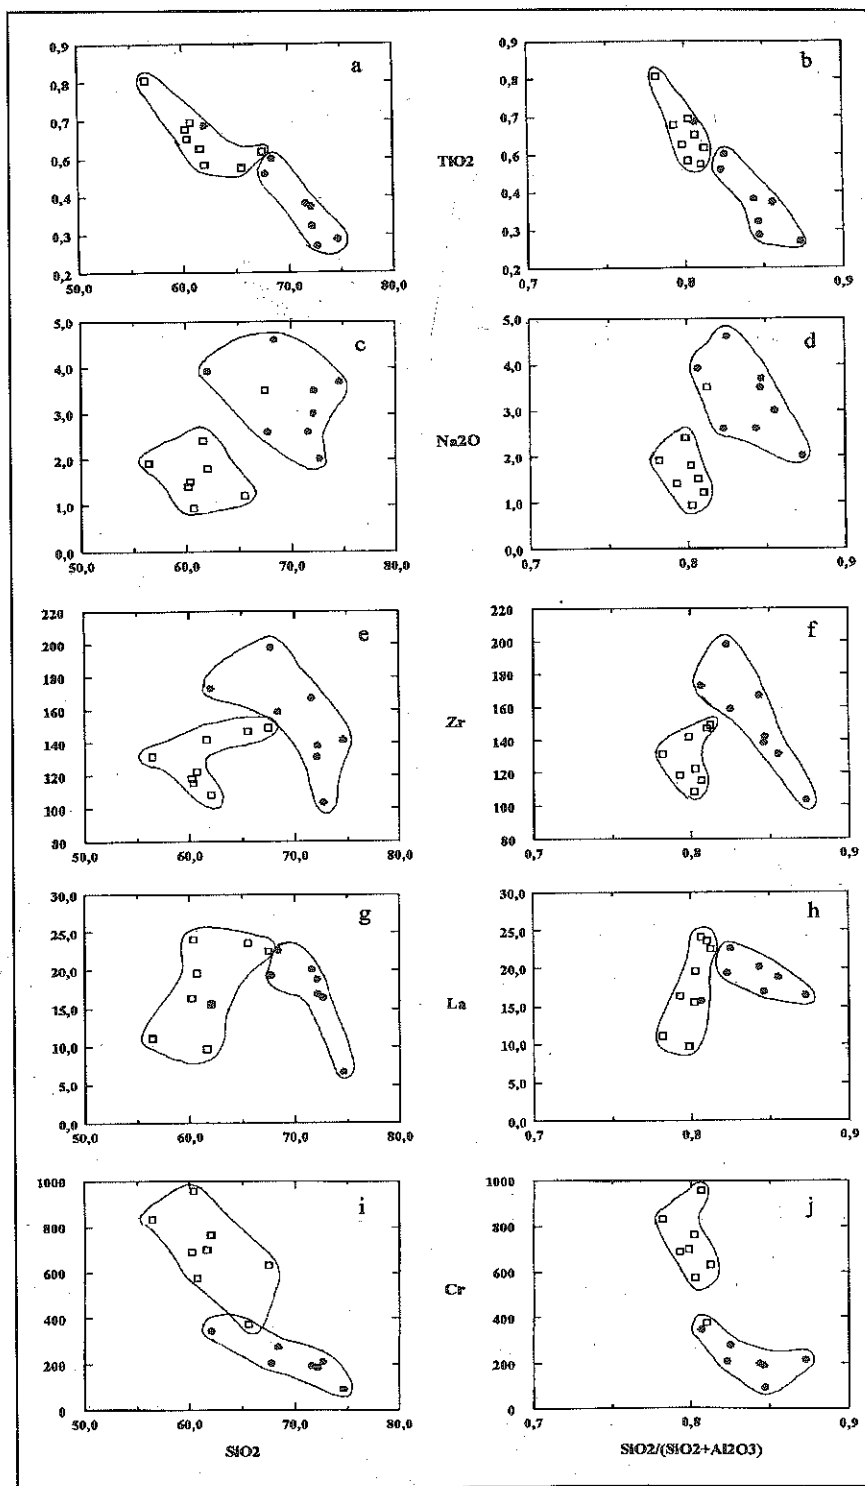 a
0,9
0,8
0,7
0,6
0,5
0,4
0,3
0,2
50,0 60,0 70,0 80,0
TiO2
b
0,9
0,8
0,7
0,6
0,5
0,4
0,3
0,2
0,7 0,8 0,9
c
5,0
4,0
3,0
2,0
1,0
0,0
50,0 60,0 70,0 80,0
Na2O
d
5,0
4,0
3,0
2,0
1,0
0,0
0,7 0,8 0,9
e
220
200
180
160
140
120
100
80
50,0 60,0 70,0 80,0
Zr
f
220
200
180
160
140
120
100
80
0,7 0,8 0,9
g
30,0
25,0
20,0
15,0
10,0
5,0
0,0
50,0 60,0 70,0 80,0
La
h
30,0
25,0
20,0
15,0
10,0
5,0
0,0
0,7 0,8 0,9
i
1000
800
600
400
200
0
50,0 60,0 70,0 80,0
SiO2
Cr
j
1000
800
600
400
200
0
0,7 0,8 0,9
SiO2/(SiO2+Al2O3)